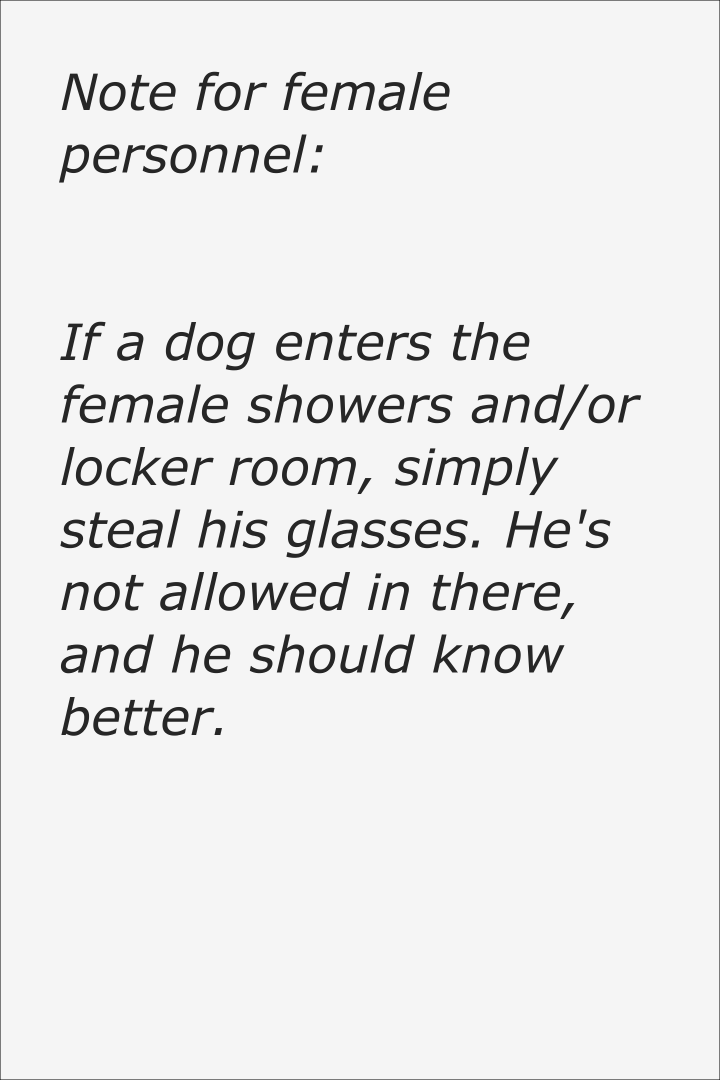 Note for female
personnel:
If a dog enters the
female showers and/or
locker room, simply
steal his glasses. He's
not allowed in there,
and he should know
better.